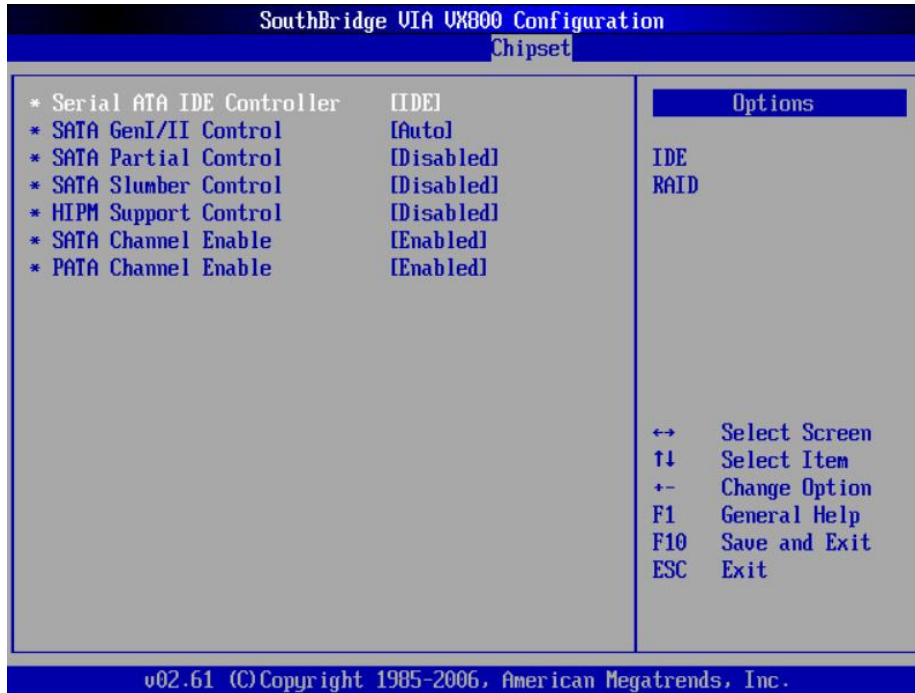 SouthBridge VIA VX800 Configuration
Chipset
* Serial ATA IDE Controller [IDE]
* SATA GenI/II Control [Auto]
* SATA Partial Control [Disabled]
* SATA Slumber Control [Disabled]
* HIPM Support Control [Disabled]
* SATA Channel Enable [Enabled]
* PATA Channel Enable [Enabled]
Options
IDE
RAID
←→ Select Screen
↑↓ Select Item
+- Change Option
F1 General Help
F10 Save and Exit
ESC Exit
v02.61 (C)Copyright 1985-2006, American Megatrends, Inc.